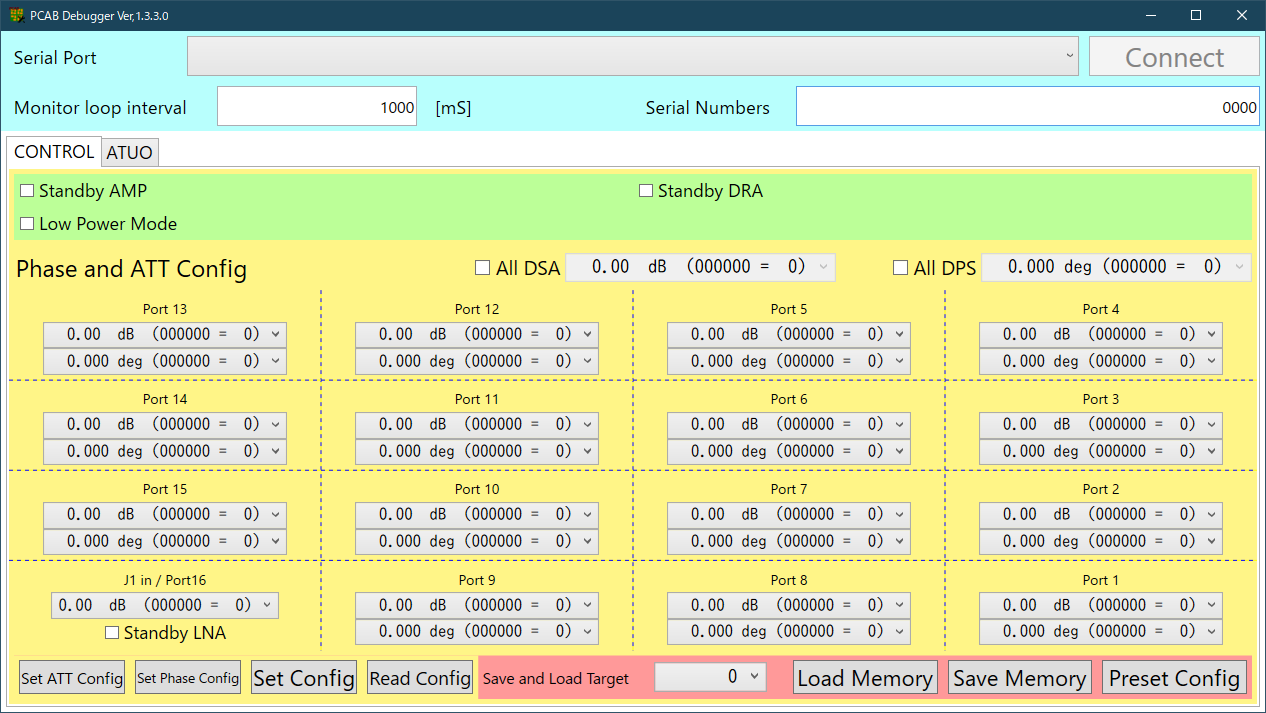 PCAB Debugger Ver,1.3.3.0
Serial Port Connect
Monitor loop interval 1000 [mS] Serial Numbers 0000
CONTROL ATUO
Standby AMP Standby DRA
Low Power Mode
Phase and ATT Config All DSA 0.00 dB (000000 = 0) All DPS 0.000 deg (000000 = 0)
Port 13 Port 12 Port 5 Port 4
0.00 dB (000000 = 0) 0.00 dB (000000 = 0) 0.00 dB (000000 = 0) 0.00 dB (000000 = 0)
0.000 deg (000000 = 0) 0.000 deg (000000 = 0) 0.000 deg (000000 = 0) 0.000 deg (000000 = 0)
Port 14 Port 11 Port 6 Port 3
0.00 dB (000000 = 0) 0.00 dB (000000 = 0) 0.00 dB (000000 = 0) 0.00 dB (000000 = 0)
0.000 deg (000000 = 0) 0.000 deg (000000 = 0) 0.000 deg (000000 = 0) 0.000 deg (000000 = 0)
Port 15 Port 10 Port 7 Port 2
0.00 dB (000000 = 0) 0.00 dB (000000 = 0) 0.00 dB (000000 = 0) 0.00 dB (000000 = 0)
0.000 deg (000000 = 0) 0.000 deg (000000 = 0) 0.000 deg (000000 = 0) 0.000 deg (000000 = 0)
J1 in / Port16 Port 9 Port 8 Port 1
0.00 dB (000000 = 0) 0.00 dB (000000 = 0) 0.00 dB (000000 = 0) 0.00 dB (000000 = 0)
Standby LNA 0.000 deg (000000 = 0) 0.000 deg (000000 = 0) 0.000 deg (000000 = 0)
Set ATT Config Set Phase Config Set Config Read Config Save and Load Target 0 Load Memory Save Memory Preset Config